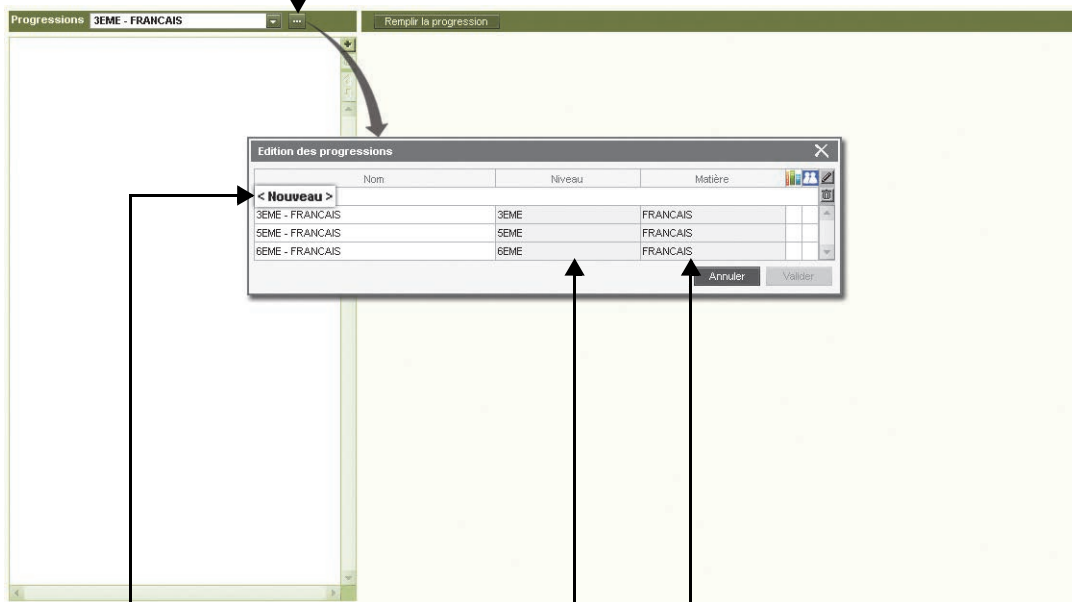 Progressions 3EME - FRANCAIS ... Remplir la progression
Edition des progressions
Nom Niveau Matière
< Nouveau >
3EME - FRANCAIS 3EME FRANCAIS
5EME - FRANCAIS 5EME FRANCAIS
6EME - FRANCAIS 6EME FRANCAIS
Annuler Valider